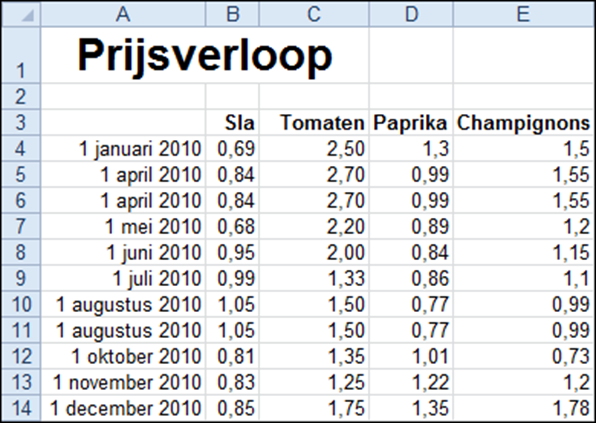 A B C D E
1 Prijsverloop
2
3 Sla Tomaten Paprika Champignons
4 1 januari 2010 0,69 2,50 1,3 1,5
5 1 april 2010 0,84 2,70 0,99 1,55
6 1 april 2010 0,84 2,70 0,99 1,55
7 1 mei 2010 0,68 2,20 0,89 1,2
8 1 juni 2010 0,95 2,00 0,84 1,15
9 1 juli 2010 0,99 1,33 0,86 1,1
10 1 augustus 2010 1,05 1,50 0,77 0,99
11 1 augustus 2010 1,05 1,50 0,77 0,99
12 1 oktober 2010 0,81 1,35 1,01 0,73
13 1 november 2010 0,83 1,25 1,22 1,2
14 1 december 2010 0,85 1,75 1,35 1,78